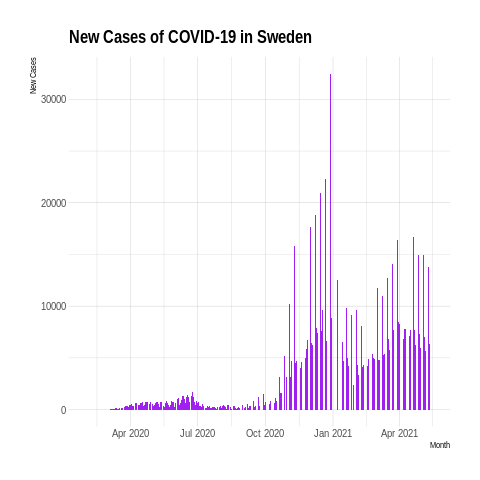 New Cases of COVID-19 in Sweden
New Cases
30000
20000
10000
0
Apr 2020 Jul 2020 Oct 2020 Jan 2021 Apr 2021
Month